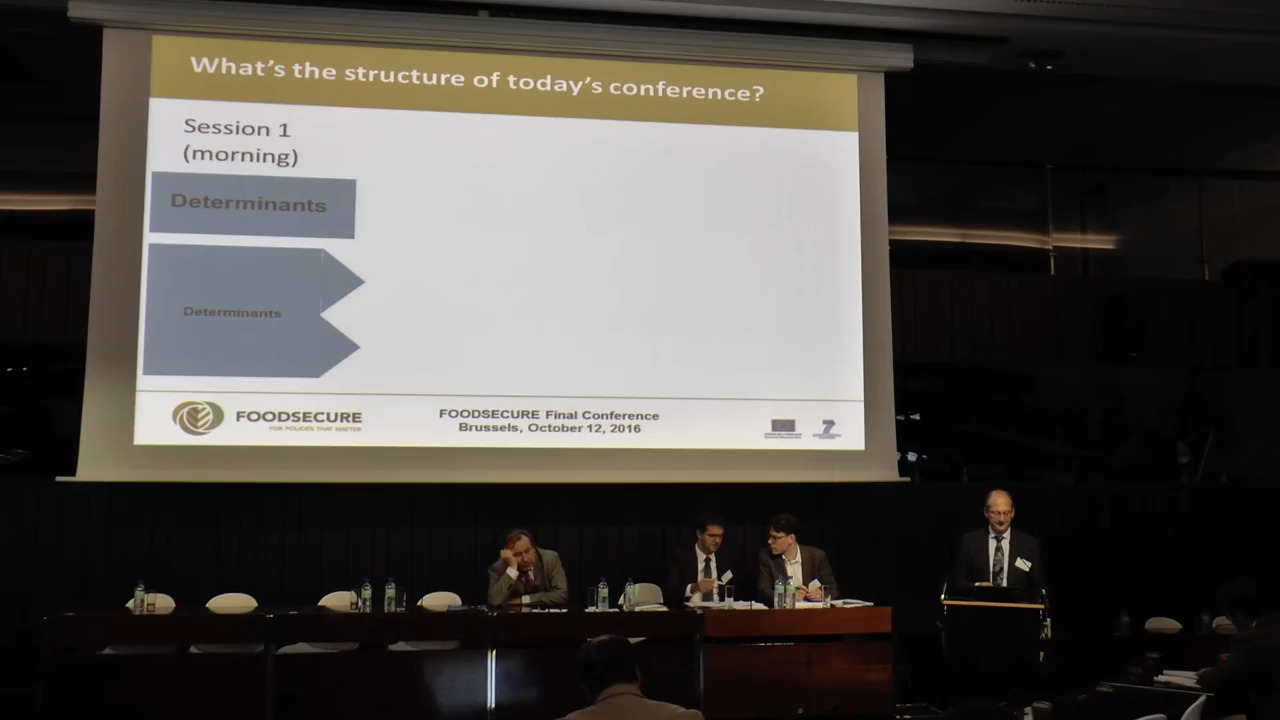 What's the structure of today's conference?
Session 1
(morning)
Determinants
Determinants
FOODSECURE
FOR POLICIES THAT MATTER
FOODSECURE Final Conference
Brussels, October 12, 2016
7